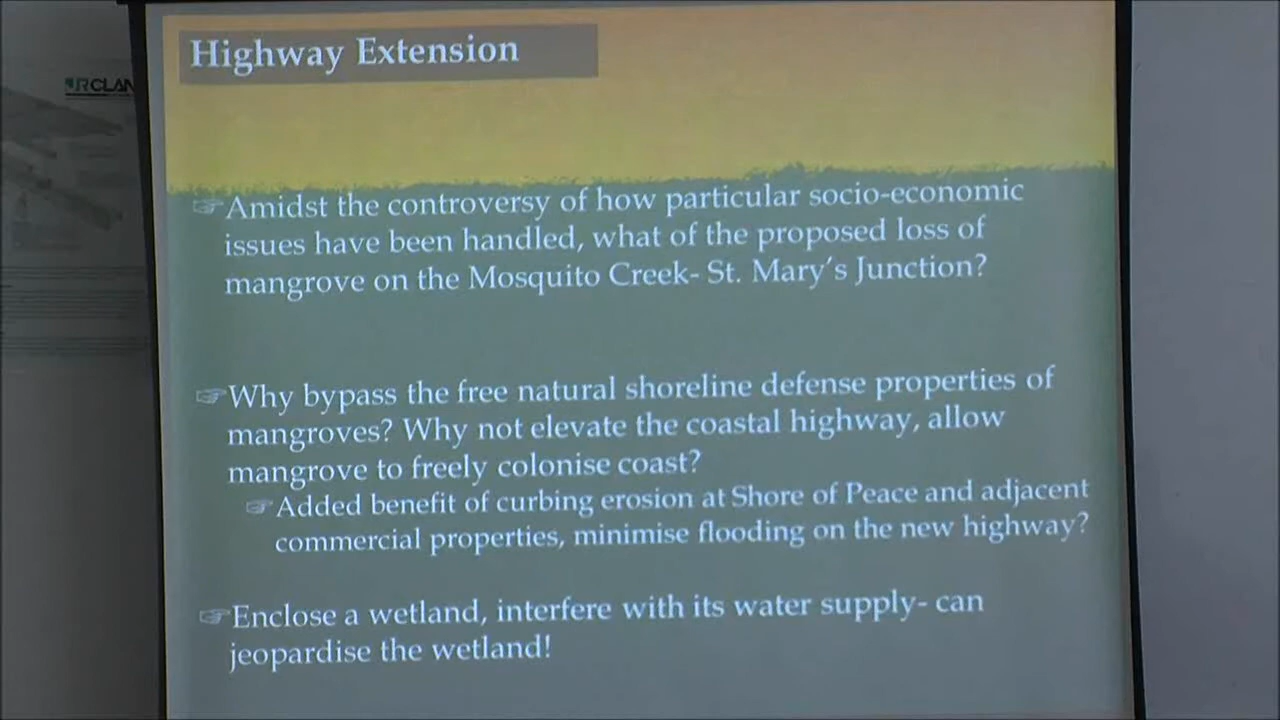 Highway Extension
RCLAN
Amidst the controversy of how particular socio-economic
issues have been handled, what of the proposed loss of
mangrove on the Mosquito Creek- St. Mary's Junction?
Why bypass the free natural shoreline defense properties of
mangroves? Why not elevate the coastal highway, allow
mangrove to freely colonise coast?
Added benefit of curbing erosion at Shore of Peace and adjacent
commercial properties, minimise flooding on the new highway?
Enclose a wetland, interfere with its water supply- can
jeopardise the wetland!